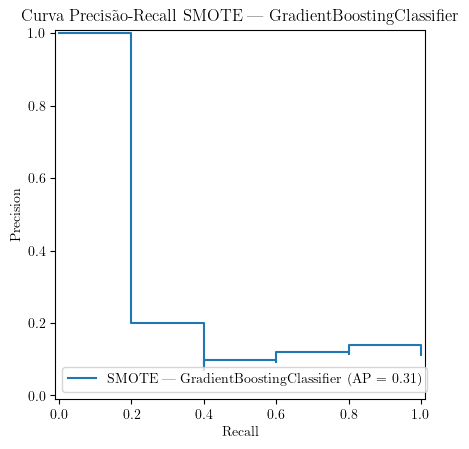 Curva Precisão-Recall SMOTE — GradientBoostingClassifier
1.0
0.8
0.6
0.4
0.2
0.0
Precision
SMOTE — GradientBoostingClassifier (AP = 0.31)
0.0 0.2 0.4 0.6 0.8 1.0
Recall